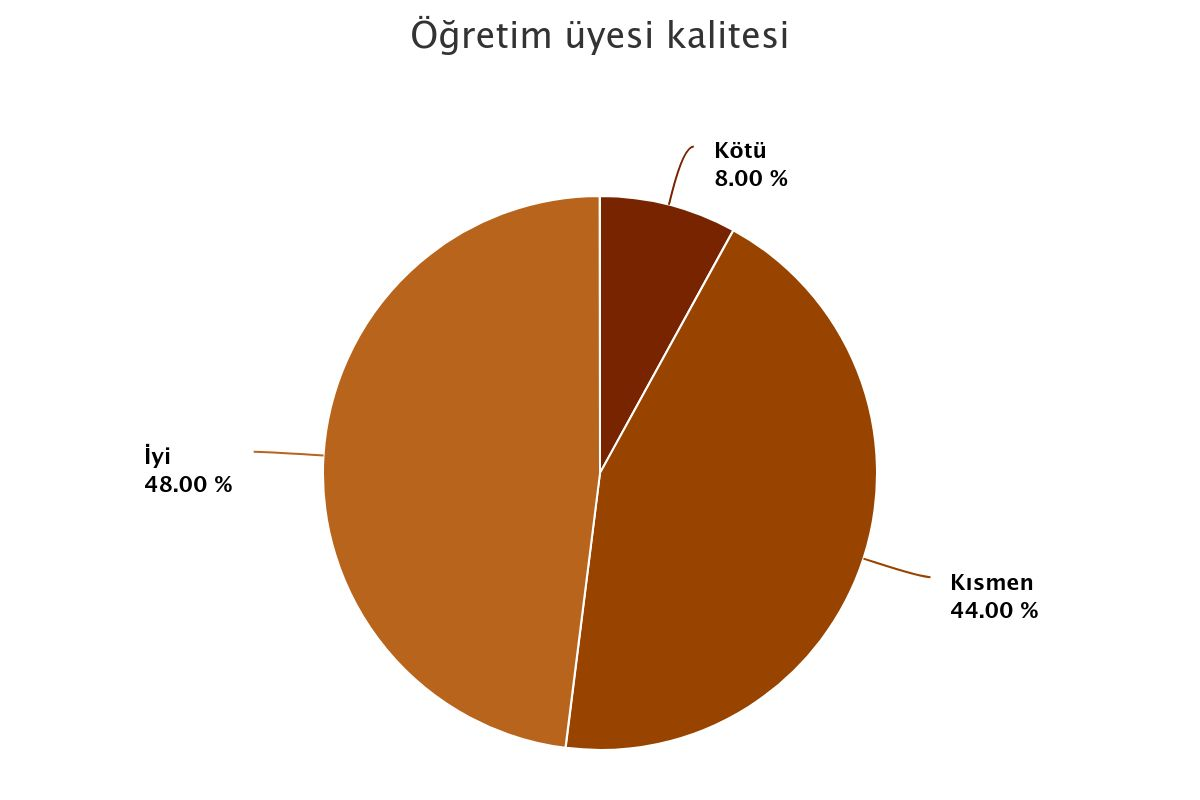 Öğretim üyesi kalitesi
Kötü
8.00 %
İyi
48.00 %
Kısmen
44.00 %